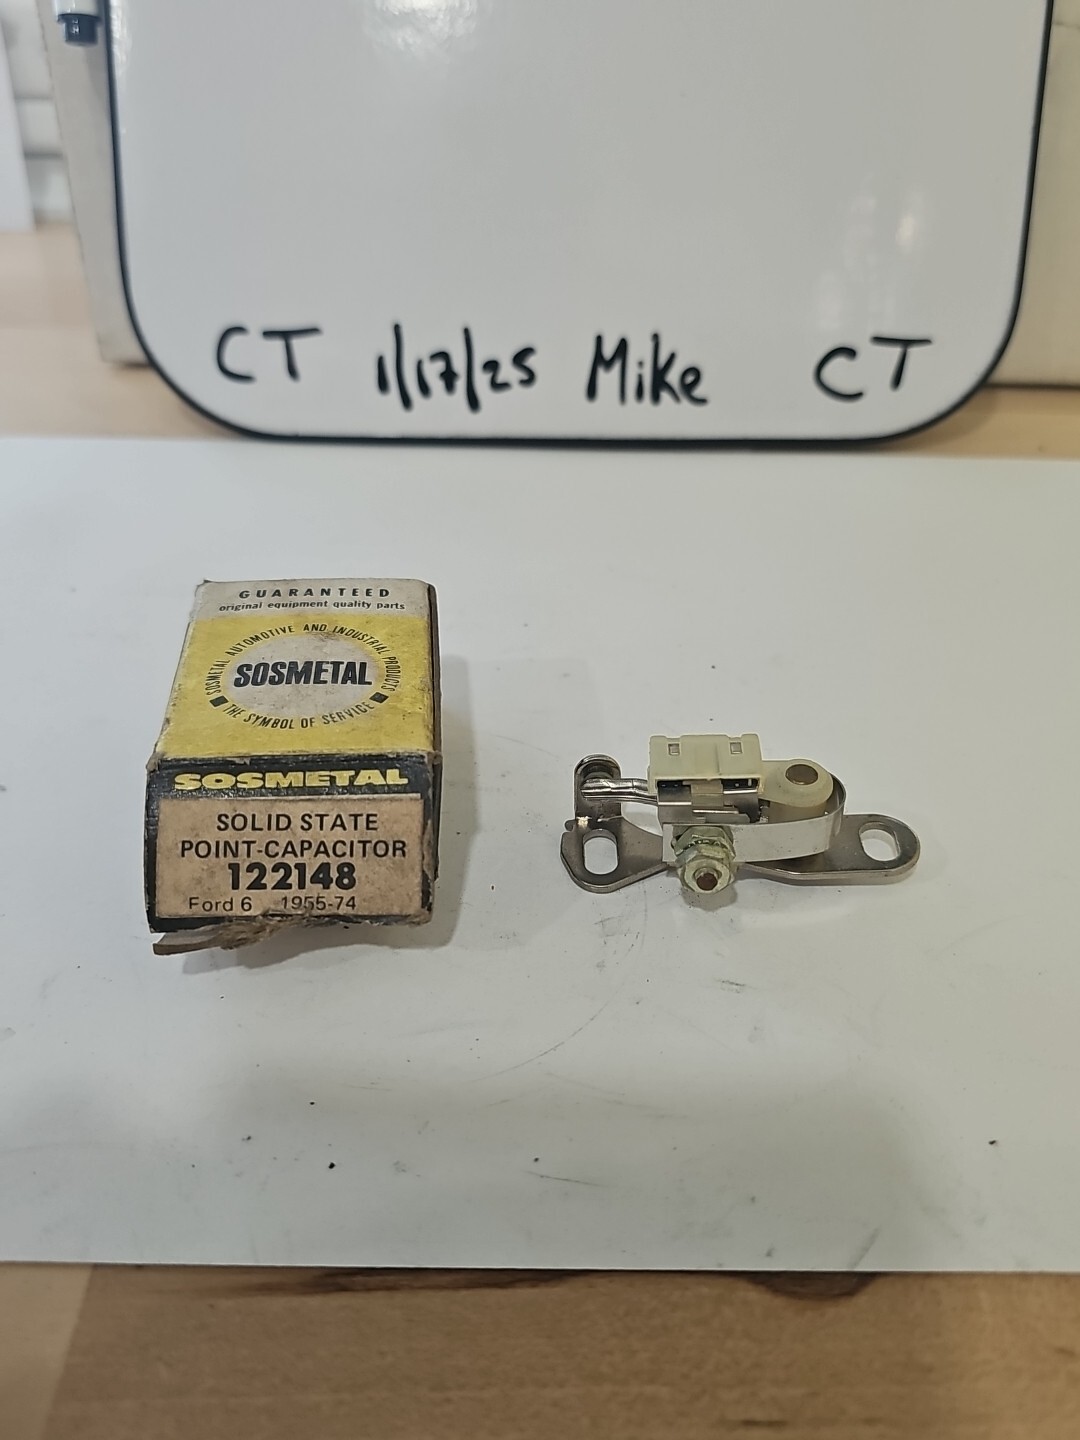 CT 1/17/25 Mike CT
GUARANTEED
original equipment quality parts
SOSMETAL AUTOMOTIVE AND INDUSTRIAL PRODUCTS
SOSMETAL
THE SYMBOL OF SERVICE
SOSMETAL
SOLID STATE
POINT-CAPACITOR
122148
Ford 6 1955-74